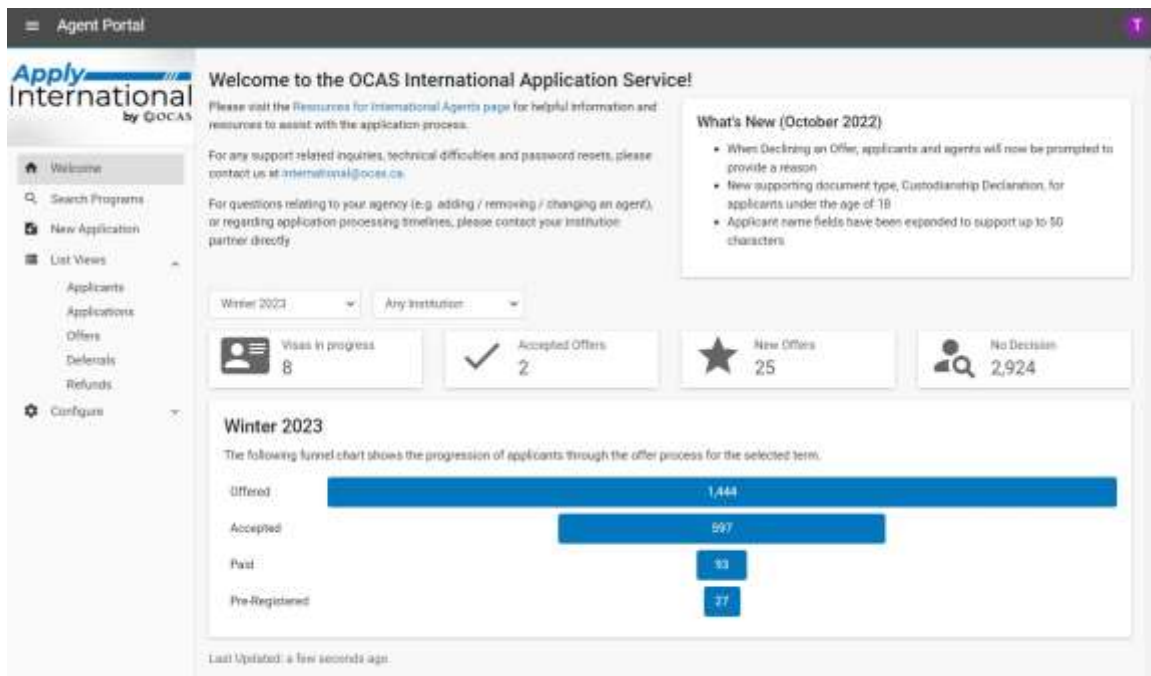 Agent Portal
T
Apply
International
by OCAS
Welcome
Search Programs
New Application
List Views
Applicants
Applications
Offers
Deferrals
Refunds
Configure
Welcome to the OCAS International Application Service!
Please visit the Resources for International Agents page for helpful information and
resources to assist with the application process.
For any support related inquiries, technical difficulties and password resets, please
contact us at international@ocas.ca.
For questions relating to your agency (e.g. adding / removing / changing an agent),
or regarding application processing timelines, please contact your institution
partner directly
What's New (October 2022)
• When Declining an Offer, applicants and agents will now be prompted to
provide a reason
• New supporting document type, Custodianship Declaration, for
applicants under the age of 18
• Applicant name fields have been expanded to support up to 50
characters
Winter 2023
Any Institution
Visas in progress
8
Accepted Offers
2
New Offers
25
No Decision
2,924
Winter 2023
The following funnel chart shows the progression of applicants through the offer process for the selected term.
Offered
1,444
Accepted
597
Paid
93
Pre-Registered
27
Last Updated: a few seconds ago